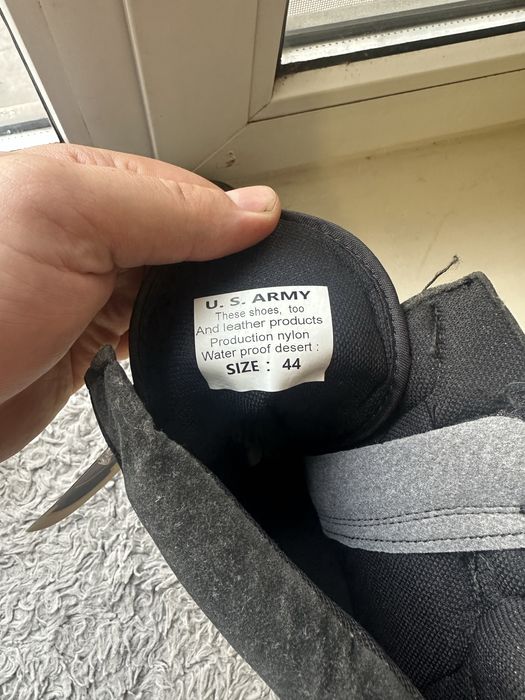 U. S. ARMY
These shoes, too
And leather products
Production nylon
Water proof desert :
SIZE : 44